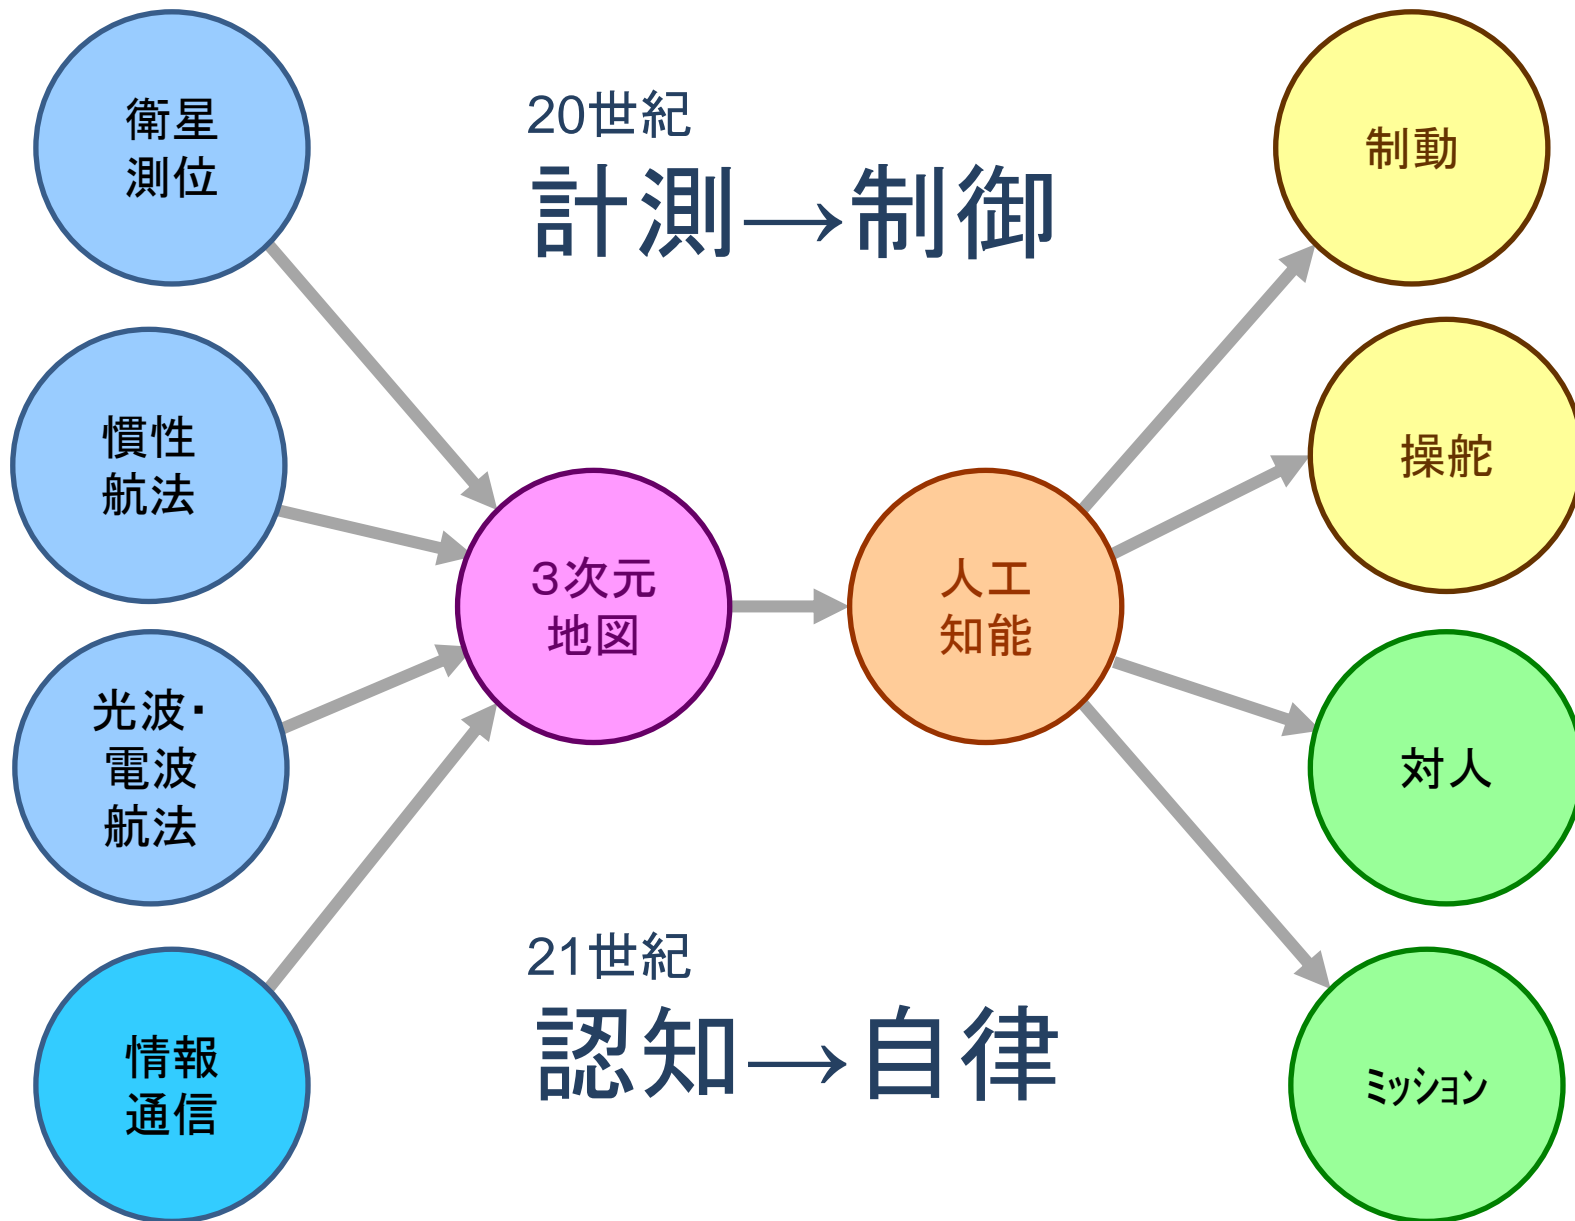 衛星
測位
20世紀
計測→制御
制動
慣性
航法
操舵
3次元
地図
人工
知能
光波・
電波
航法
対人
21世紀
認知→自律
情報
通信
ミッション